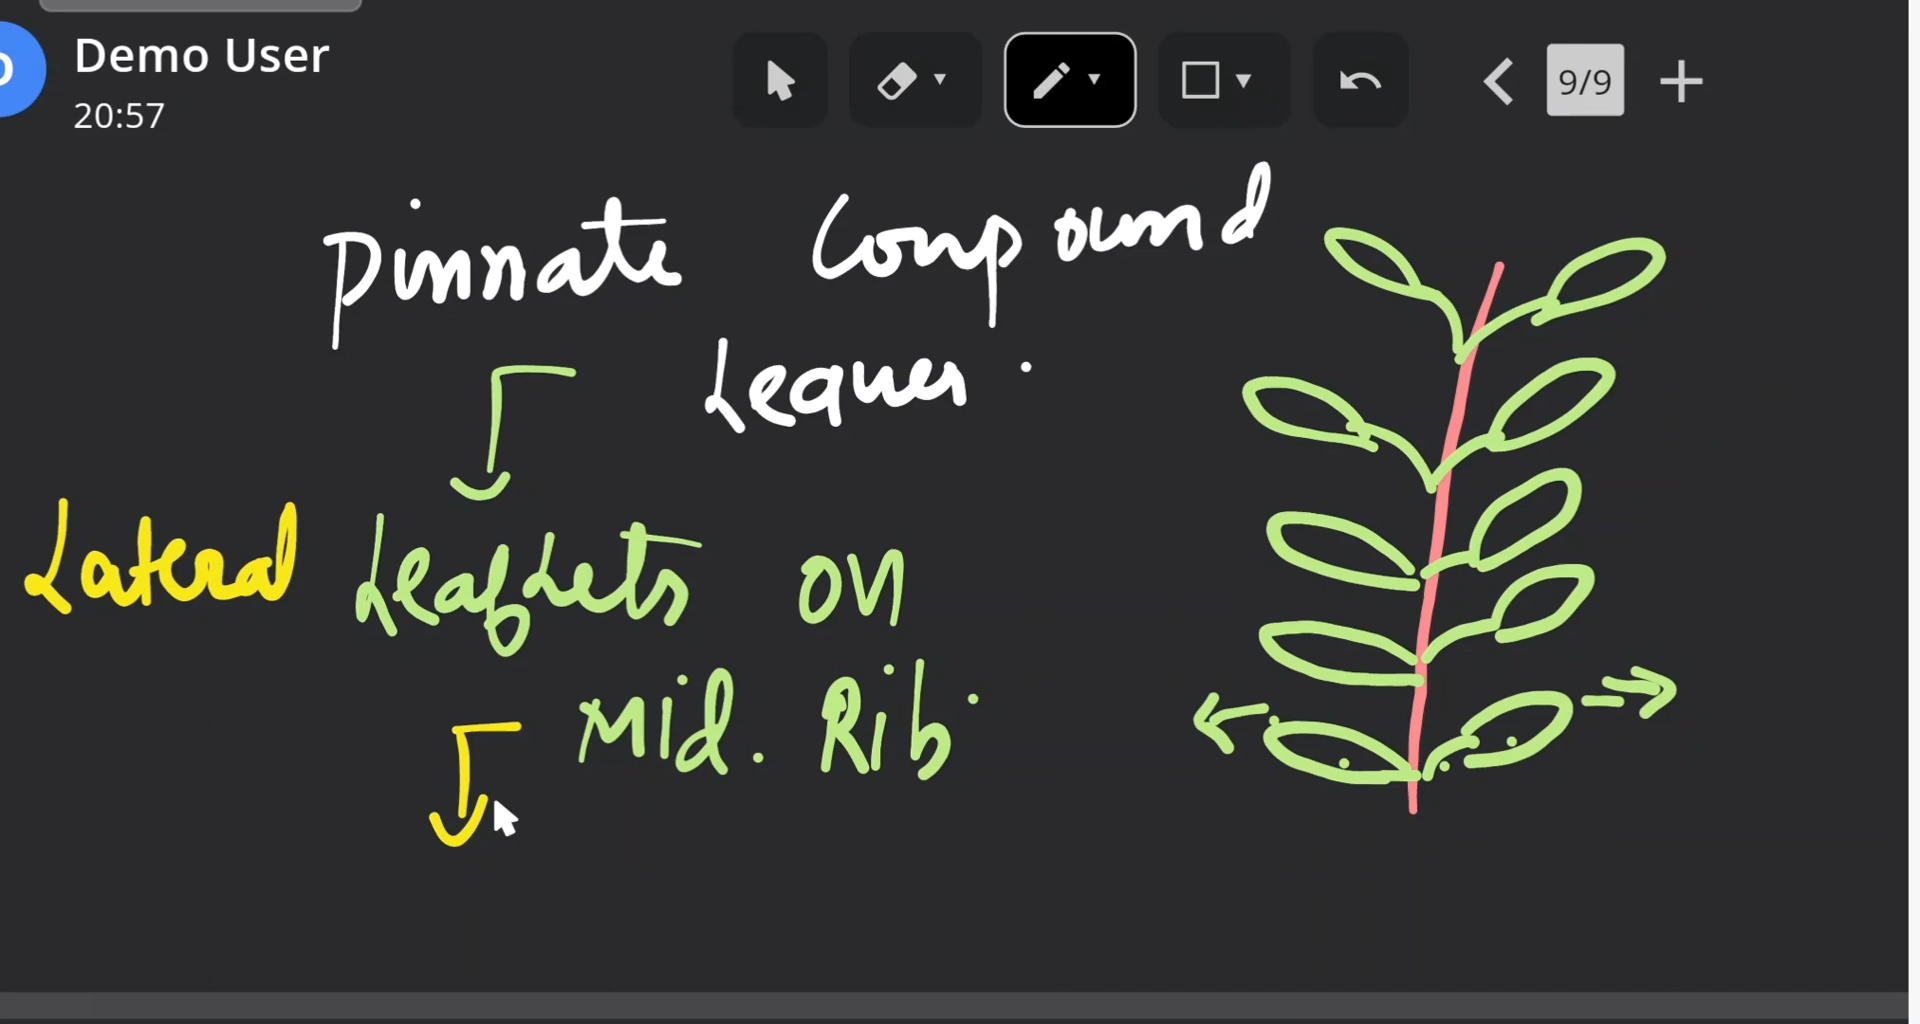 Demo User
20:57
9/9
Pinnate Compound
Leaves.
Lateral Leaflets on
Mid. Rib.